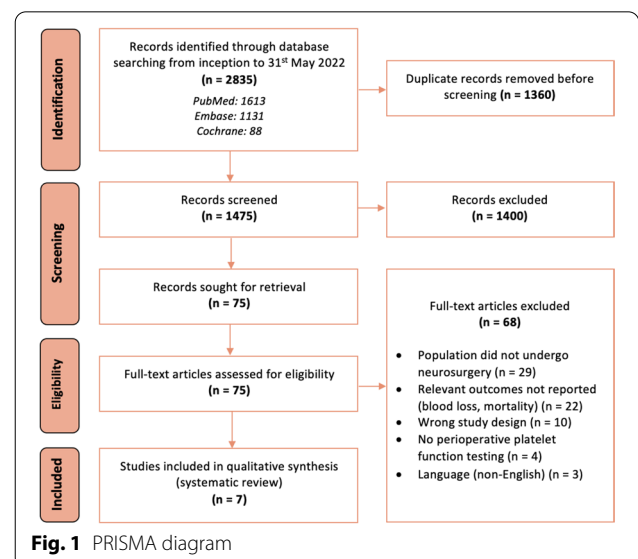 Identification
Records identified through database
searching from inception to 31st May 2022
(n = 2835)
PubMed: 1613
Embase: 1131
Cochrane: 88
Duplicate records removed before
screening (n = 1360)
Screening
Records screened
(n = 1475)
Records excluded
(n = 1400)
Records sought for retrieval
(n = 75)
Eligibility
Full-text articles assessed for eligibility
(n = 75)
Full-text articles excluded
(n = 68)
• Population did not undergo
neurosurgery (n = 29)
• Relevant outcomes not reported
(blood loss, mortality) (n = 22)
• Wrong study design (n = 10)
• No perioperative platelet
function testing (n = 4)
• Language (non-English) (n = 3)
Included
Studies included in qualitative synthesis
(systematic review)
(n = 7)
Fig. 1 PRISMA diagram